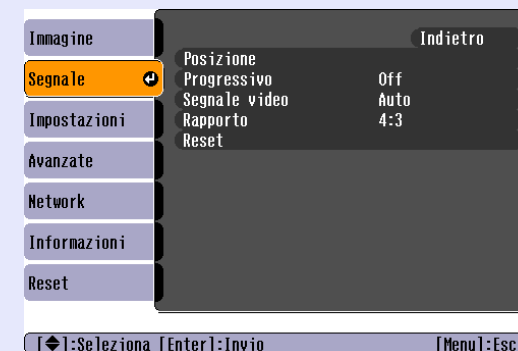 Immagine
Segnale
Impostazioni
Avanzate
Network
Informazioni
Reset
Indietro
Posizione
Progressivo Off
Segnale video Auto
Rapporto 4:3
Reset
[◆]:Seleziona [Enter]:Invio [Menu]:Esc